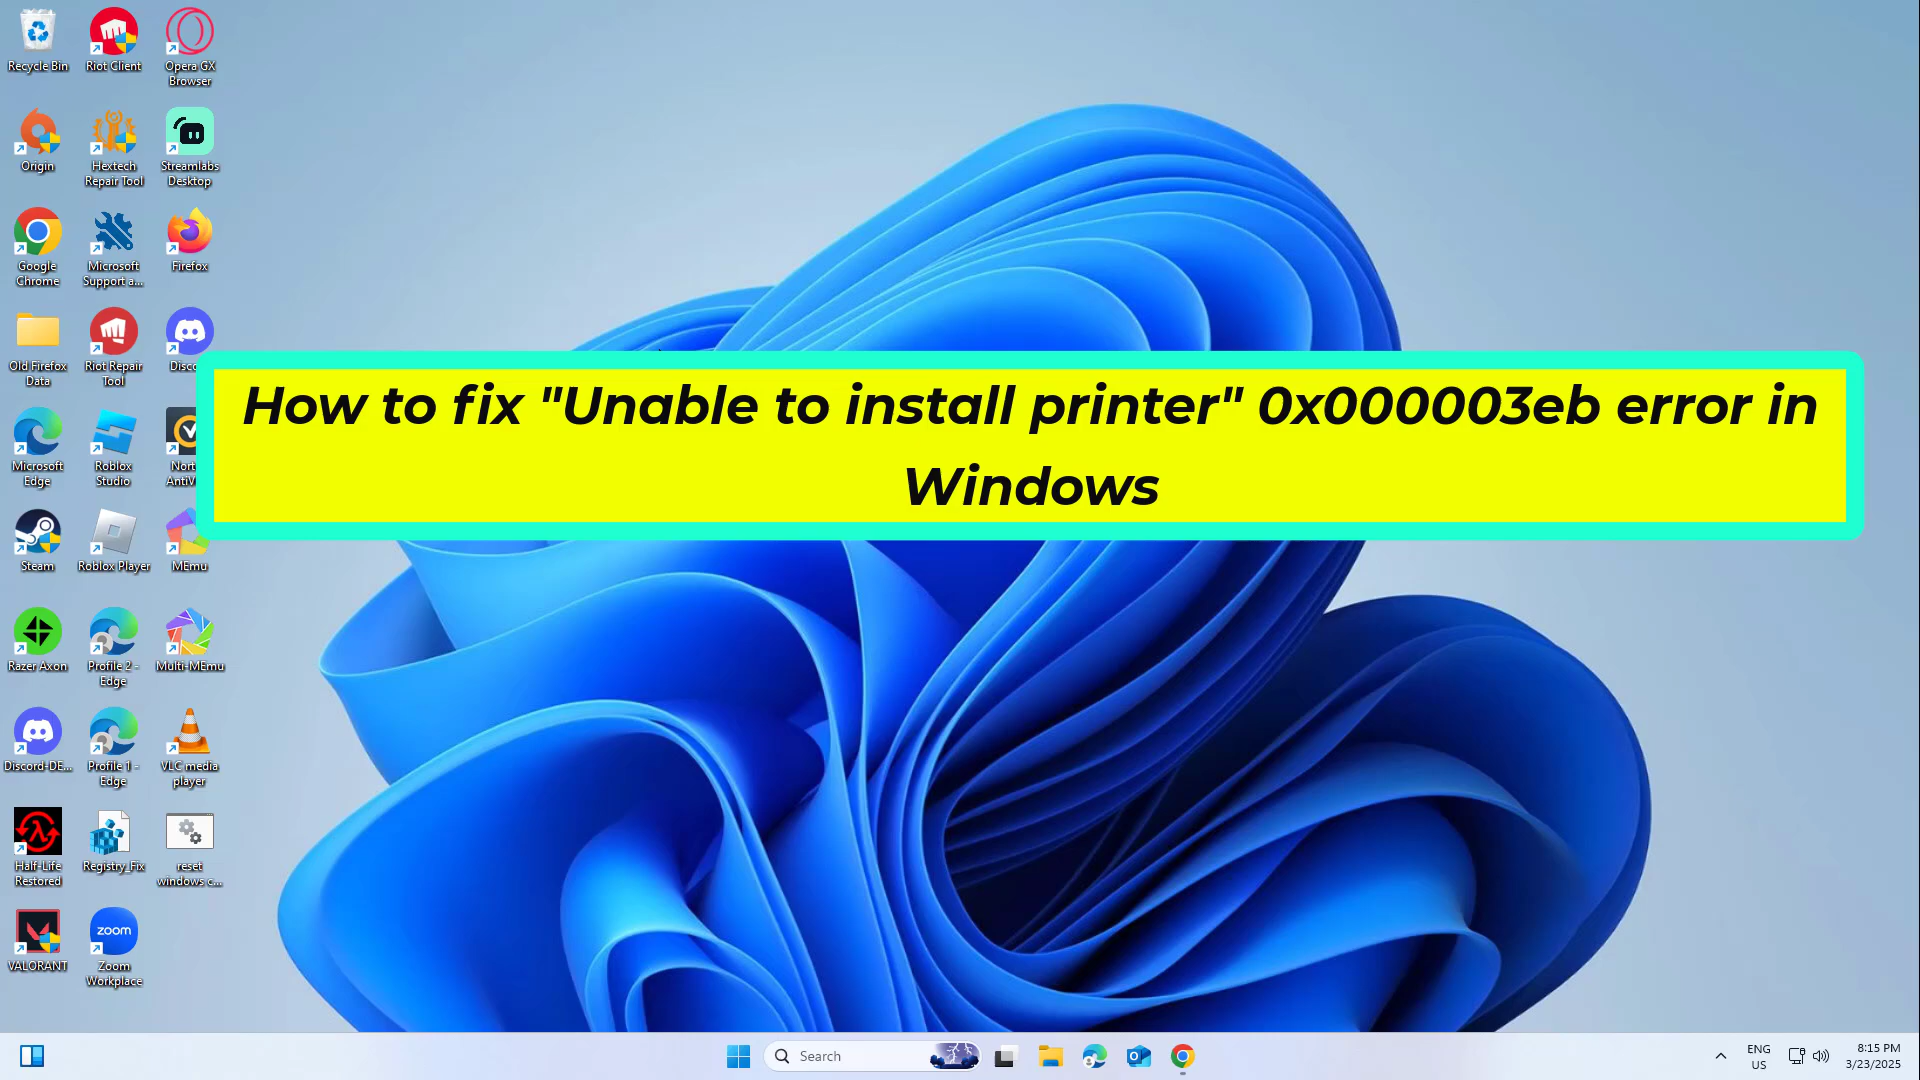 How to fix "Unable to install printer" 0x000003eb error in
Windows
Recycle Bin
Riot Client
Opera GX
Browser
Origin
Hextech
Repair Tool
Streamlabs
Desktop
Google
Chrome
Microsoft
Support a...
Firefox
Old Firefox
Data
Riot Repair
Tool
Disco
Microsoft
Edge
Roblox
Studio
Nort
AntiV
Steam
Roblox Player
MEmu
Razer Axon
Profile 2 -
Edge
Multi-MEmu
Discord-DE...
Profile 1 -
Edge
VLC media
player
Half-Life
Restored
Registry_Fix
reset
windows c...
VALORANT
zoom
Zoom
Workplace
Search
ENG
US
8:15 PM
3/23/2025